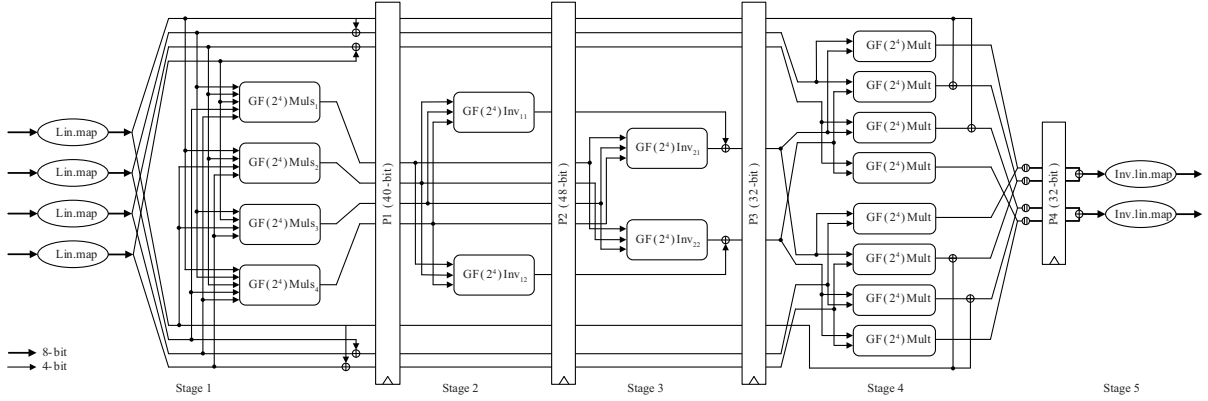 Lin.map
Lin.map
Lin.map
Lin.map
8-bit
4-bit
GF(2⁴)Muls₁
GF(2⁴)Muls₂
GF(2⁴)Muls₃
GF(2⁴)Muls₄
Stage 1
P1 (40-bit)
GF(2⁴)Inv₁₁
GF(2⁴)Inv₁₂
Stage 2
P2 (48-bit)
GF(2⁴)Inv₂₁
GF(2⁴)Inv₂₂
Stage 3
P3 (32-bit)
GF(2⁴)Mult
GF(2⁴)Mult
GF(2⁴)Mult
GF(2⁴)Mult
GF(2⁴)Mult
GF(2⁴)Mult
GF(2⁴)Mult
GF(2⁴)Mult
Stage 4
P4 (32-bit)
Inv.lin.map
Inv.lin.map
Stage 5